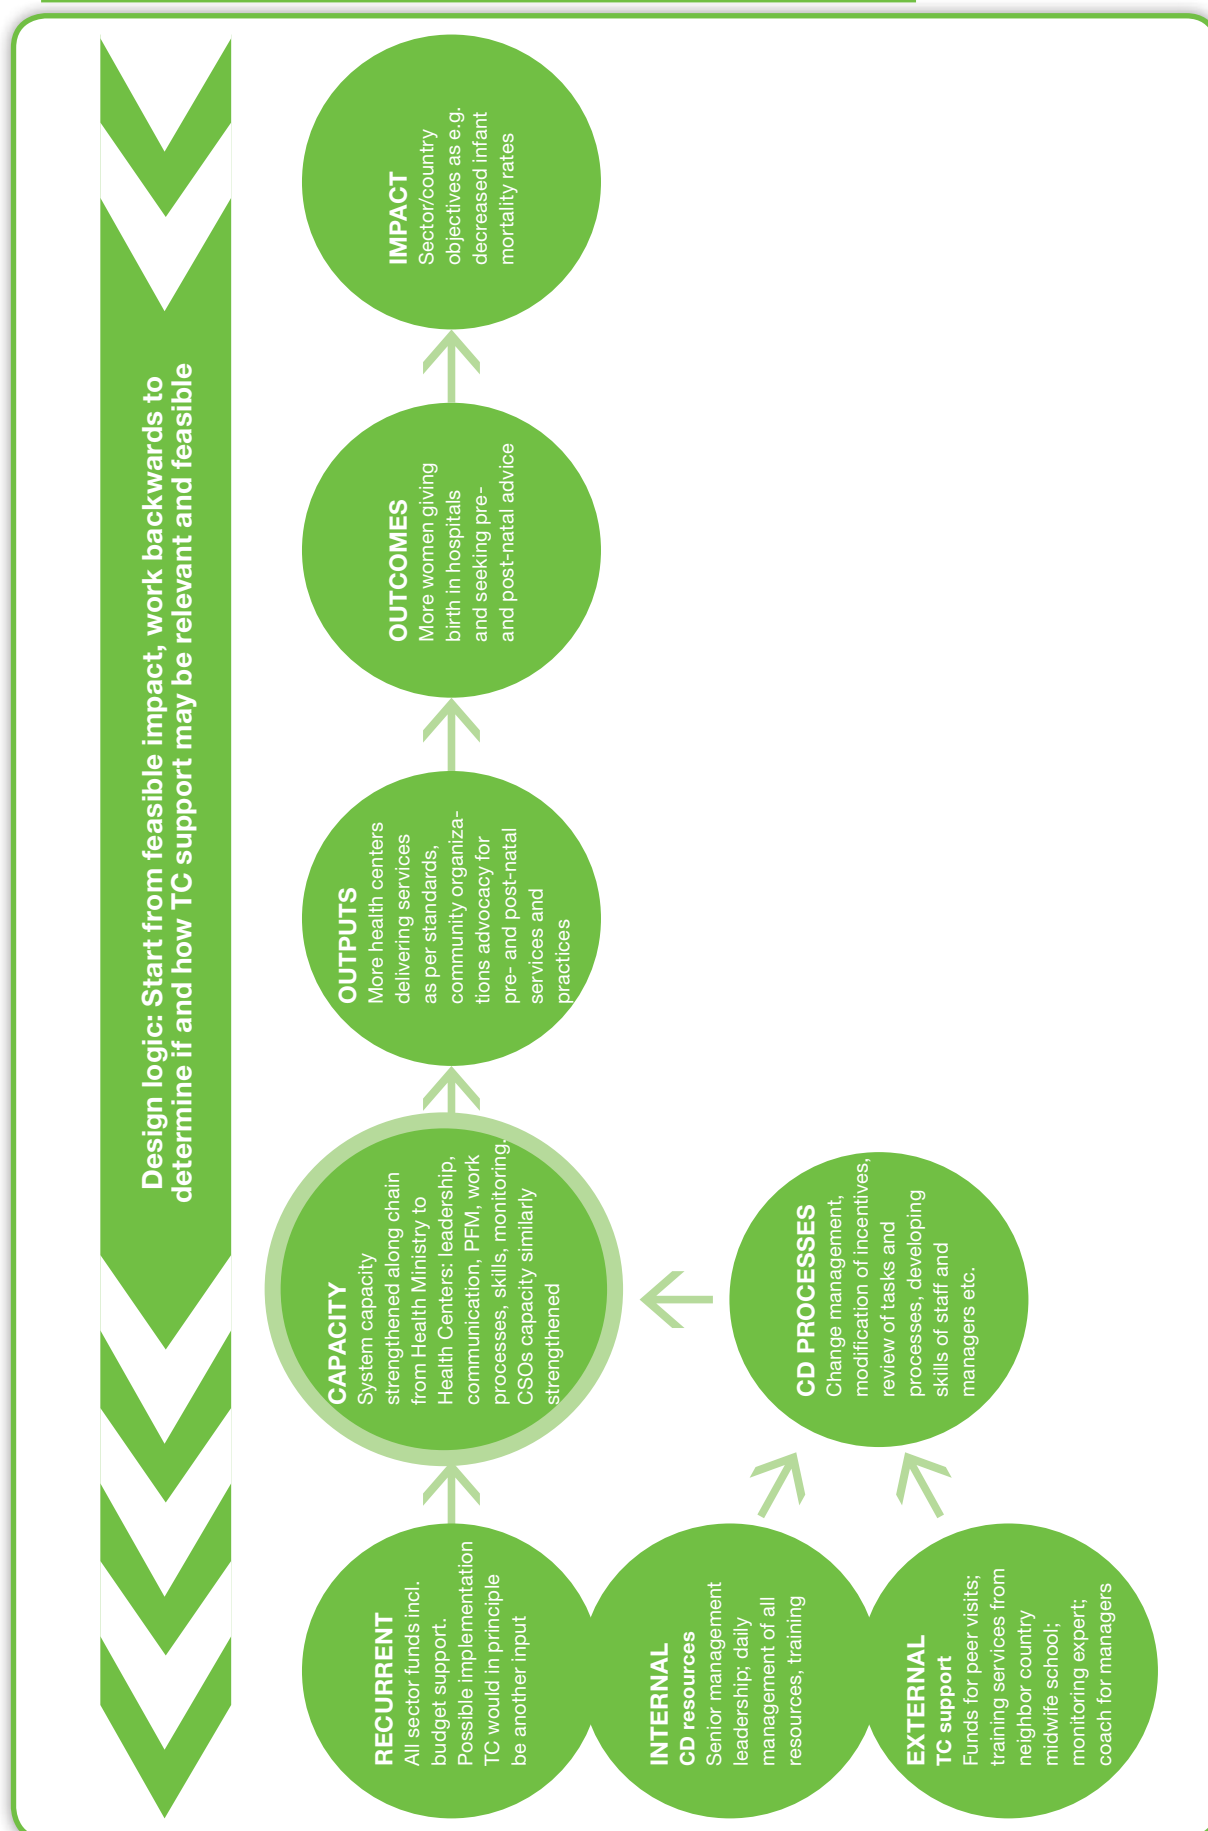 Design logic: Start from feasible impact, work backwards to
determine if and how TC support may be relevant and feasible
RECURRENT
All sector funds incl.
budget support.
Possible implementation
TC would in principle
be another input
CAPACITY
System capacity
strengthened along chain
from Health Ministry to
Health Centers: leadership,
communication, PFM, work
processes, skills, monitoring.
CSOs capacity similarly
strengthened
OUTPUTS
More health centers
delivering services
as per standards,
community organiza-
tions advocacy for
pre- and post-natal
services and
practices
OUTCOMES
More women giving
birth in hospitals
and seeking pre-
and post-natal advice
IMPACT
Sector/country
objectives as e.g.
decreased infant
mortality rates
INTERNAL
CD resources
Senior management
leadership; daily
management of all
resources, training
CD PROCESSES
Change management,
modification of incentives,
review of tasks and
processes, developing
skills of staff and
managers etc.
EXTERNAL
TC support
Funds for peer visits;
training services from
neighbor country
midwife school;
monitoring expert;
coach for managers